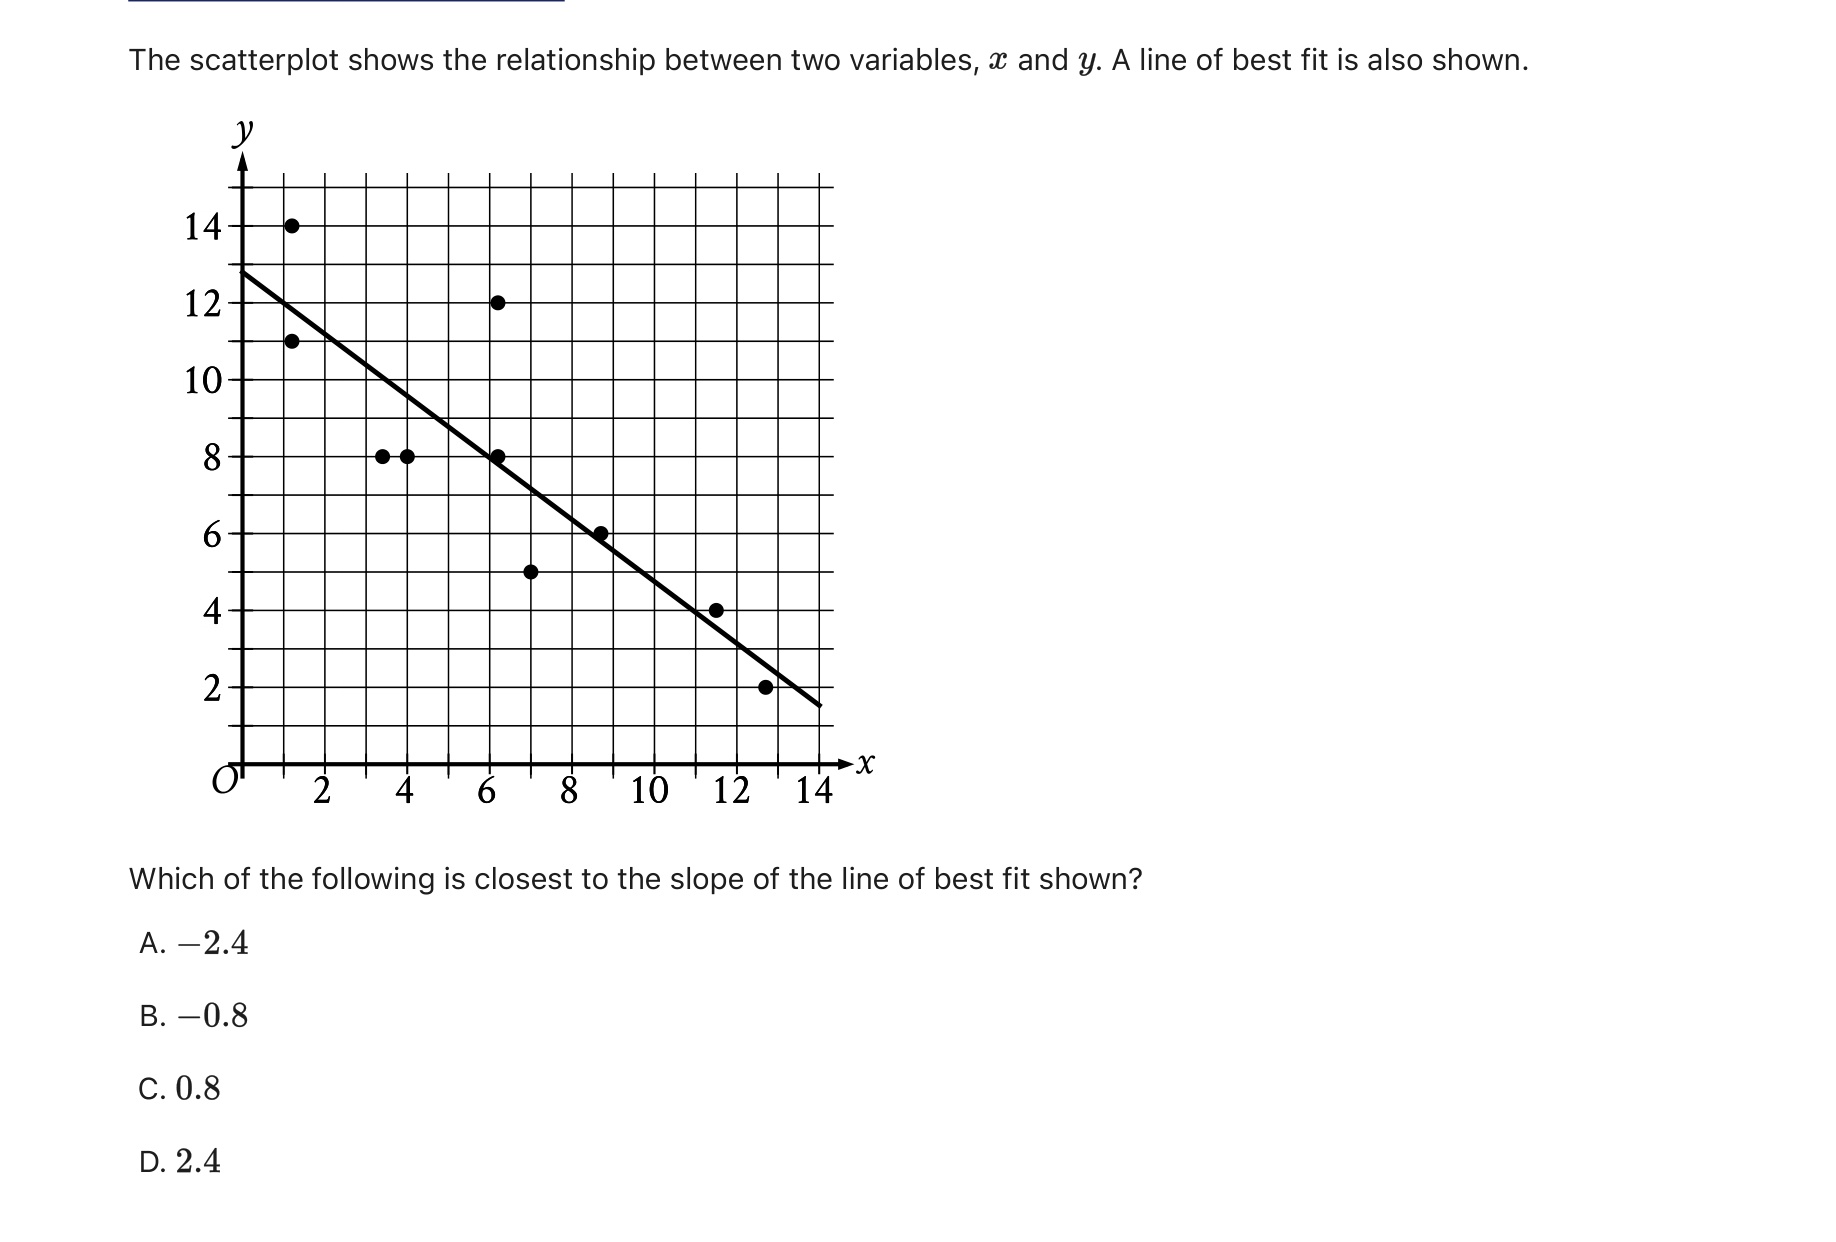 The scatterplot shows the relationship between two variables, x and y. A line of best fit is also shown.
y
14
12
10
8
6
4
2
O
2 4 6 8 10 12 14
x
Which of the following is closest to the slope of the line of best fit shown?
A. −2.4
B. −0.8
C. 0.8
D. 2.4